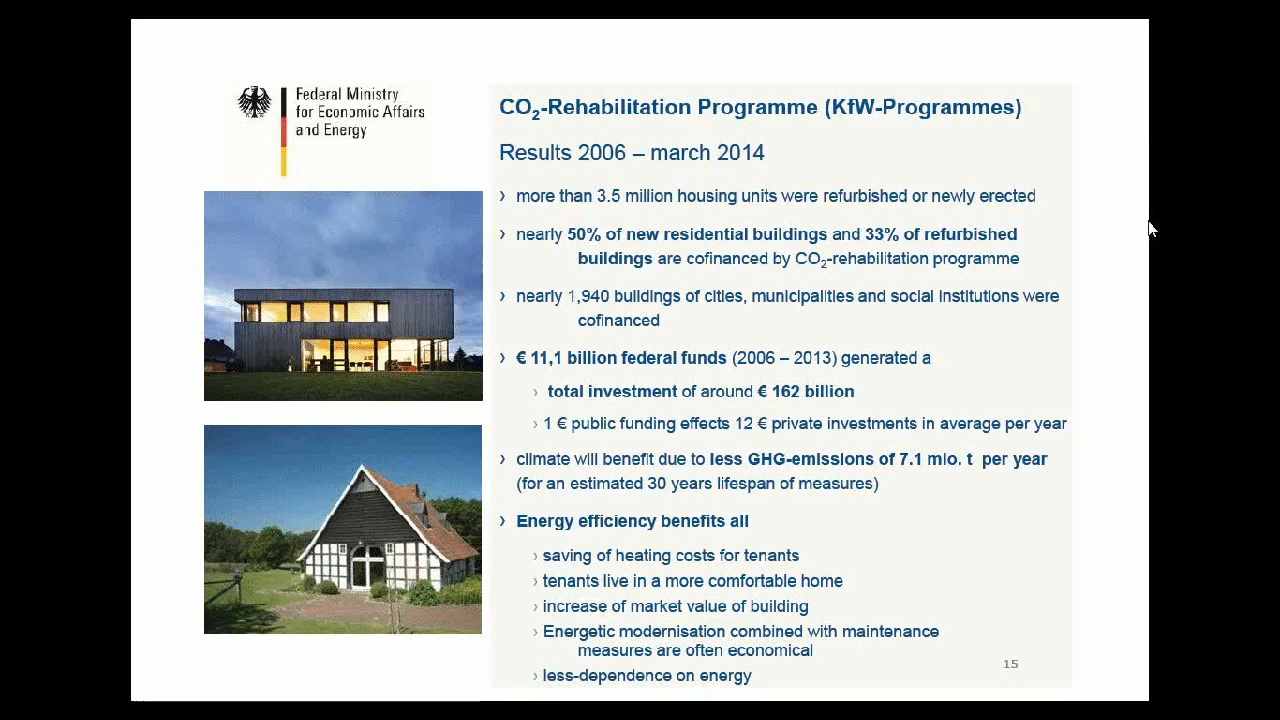 Federal Ministry
for Economic Affairs
and Energy
CO₂-Rehabilitation Programme (KfW-Programmes)
Results 2006 – march 2014
› more than 3.5 million housing units were refurbished or newly erected
› nearly 50% of new residential buildings and 33% of refurbished
buildings are cofinanced by CO₂-rehabilitation programme
› nearly 1,940 buildings of cities, municipalities and social institutions were
cofinanced
› € 11,1 billion federal funds (2006 – 2013) generated a
› total investment of around € 162 billion
› 1 € public funding effects 12 € private investments in average per year
› climate will benefit due to less GHG-emissions of 7.1 mio. t per year
(for an estimated 30 years lifespan of measures)
› Energy efficiency benefits all
› saving of heating costs for tenants
› tenants live in a more comfortable home
› increase of market value of building
› Energetic modernisation combined with maintenance
measures are often economical
› less-dependence on energy
15